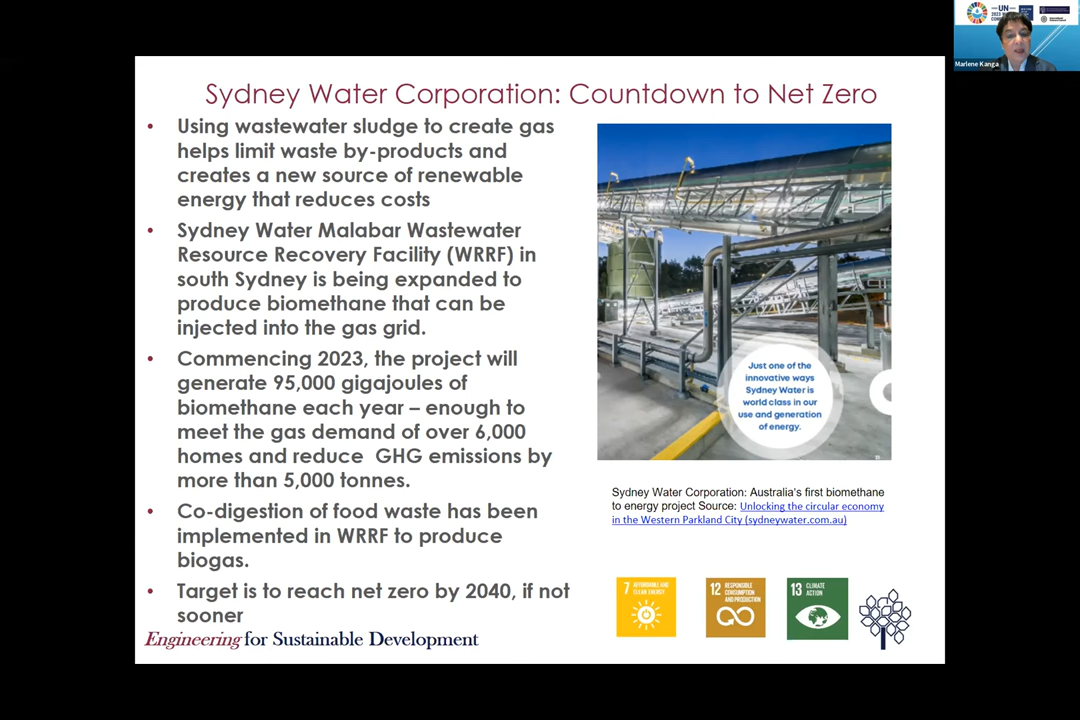 UN
Marlene Kanga
Sydney Water Corporation: Countdown to Net Zero
• Using wastewater sludge to create gas
helps limit waste by-products and
creates a new source of renewable
energy that reduces costs
• Sydney Water Malabar Wastewater
Resource Recovery Facility (WRRF) in
south Sydney is being expanded to
produce biomethane that can be
injected into the gas grid.
• Commencing 2023, the project will
generate 95,000 gigajoules of
biomethane each year – enough to
meet the gas demand of over 6,000
homes and reduce GHG emissions by
more than 5,000 tonnes.
• Co-digestion of food waste has been
implemented in WRRF to produce
biogas.
• Target is to reach net zero by 2040, if not
sooner
Just one of the
innovative ways
Sydney Water is
world class in our
use and generation
of energy.
Sydney Water Corporation: Australia's first biomethane
to energy project Source: Unlocking the circular economy
in the Western Parkland City (sydneywater.com.au)
7 AFFORDABLE AND
CLEAN ENERGY
12 RESPONSIBLE
CONSUMPTION
AND PRODUCTION
13 CLIMATE
ACTION
Engineering for Sustainable Development